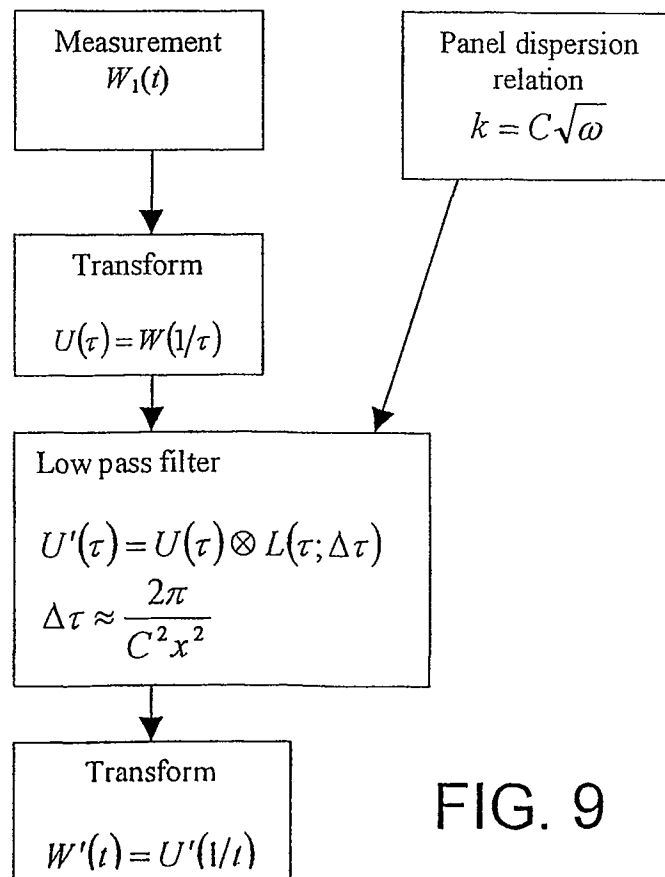 Measurement
W₁(t)
Panel dispersion
relation
k = C√ω
Transform
U(τ) = W(1/τ)
Low pass filter
U'(τ) = U(τ) ⊗ L(τ; Δτ)
Δτ ≈ 2π / C²x²
Transform
W'(t) = U'(1/t)
FIG. 9